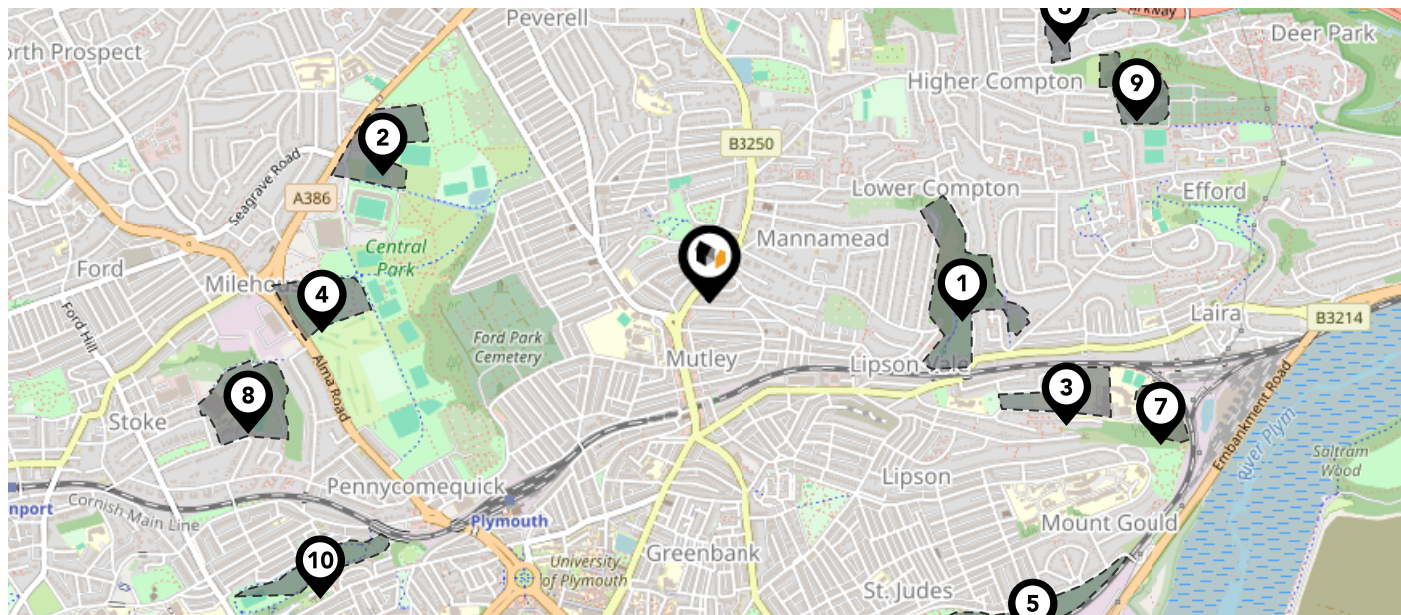 Peverell
Arkway
6
orth Prospect
Deer Park
Higher Compton
9
2
B3250
Seagrave Road
A386
Lower Compton
Efford
Central
Park
Mannamead
Ford
Milehouse
4
1
Laira
B3214
Ford Hill
Ford Park
Cemetery
Mutley
Lipson Vale
Alma Road
8
3
7
Stoke
Embankment Road
River Plym
Saltram
Wood
Lipson
Pennycomequick
nport
Cornish Main Line
Plymouth
Mount Gould
10
University
of Plymouth
Greenbank
St. Judes
5